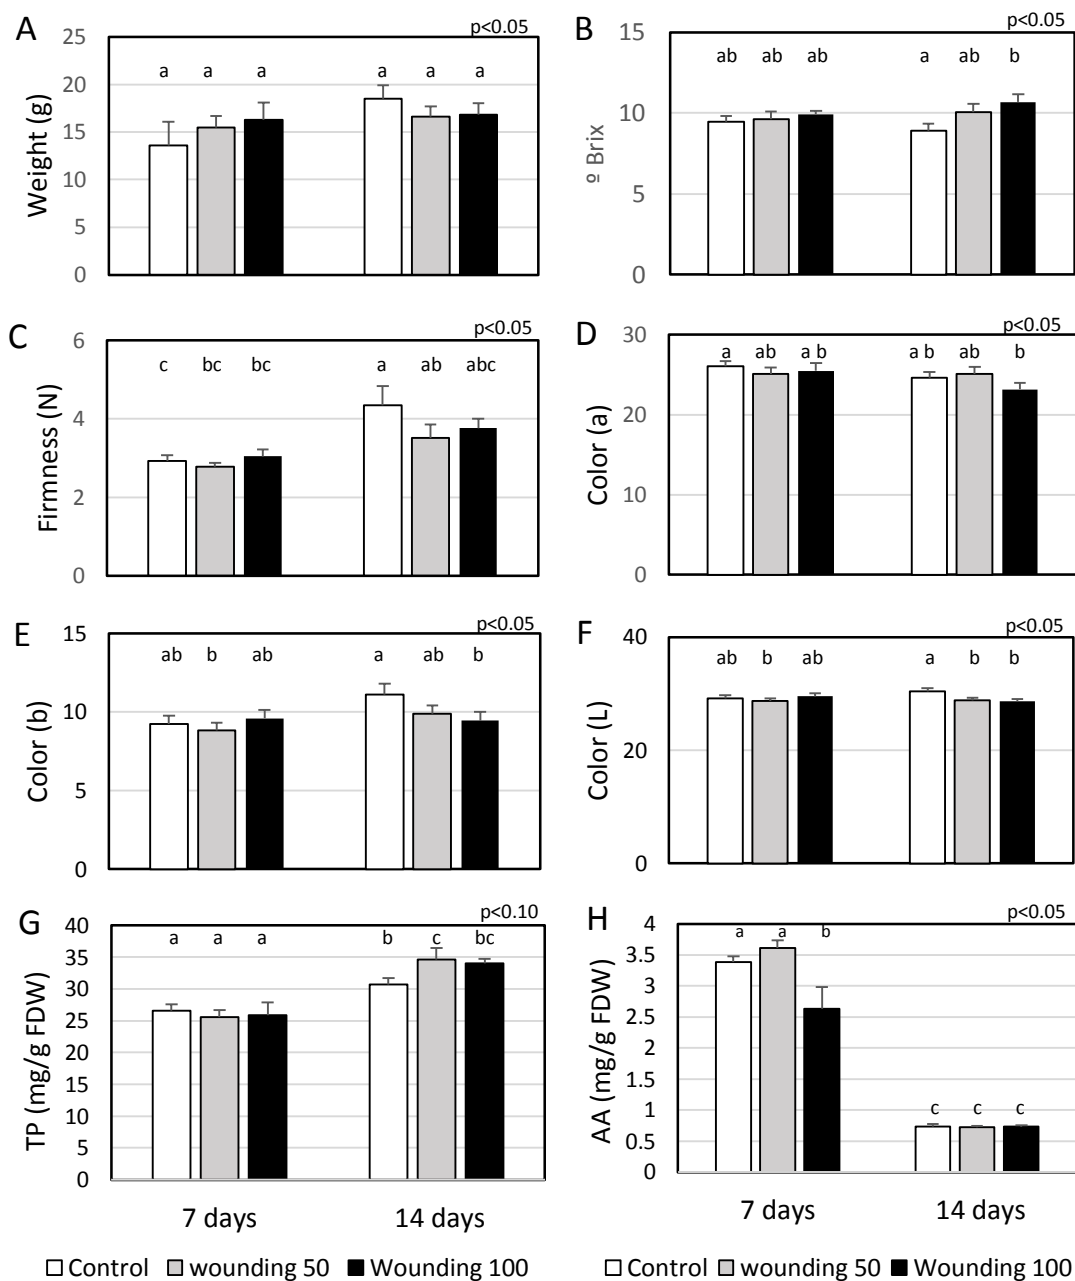 A
p<0.05
25
20
15
10
5
0
Weight (g)
a a a a a a
B
p<0.05
15
10
5
0
º Brix
ab ab ab a ab b
C
p<0.05
6
4
2
0
Firmness (N)
c bc bc a ab abc
D
p<0.05
30
20
10
0
Color (a)
a ab a b a b ab b
E
p<0.05
15
10
5
0
Color (b)
ab b ab a ab b
F
p<0.05
40
20
0
Color (L)
ab b ab a b b
G
p<0.10
40
35
30
25
20
15
10
5
0
TP (mg/g FDW)
a a a b c bc
7 days 14 days
H
p<0.05
4
3.5
3
2.5
2
1.5
1
0.5
0
AA (mg/g FDW)
a a b c c c
7 days 14 days
Control wounding 50 Wounding 100
Control wounding 50 Wounding 100